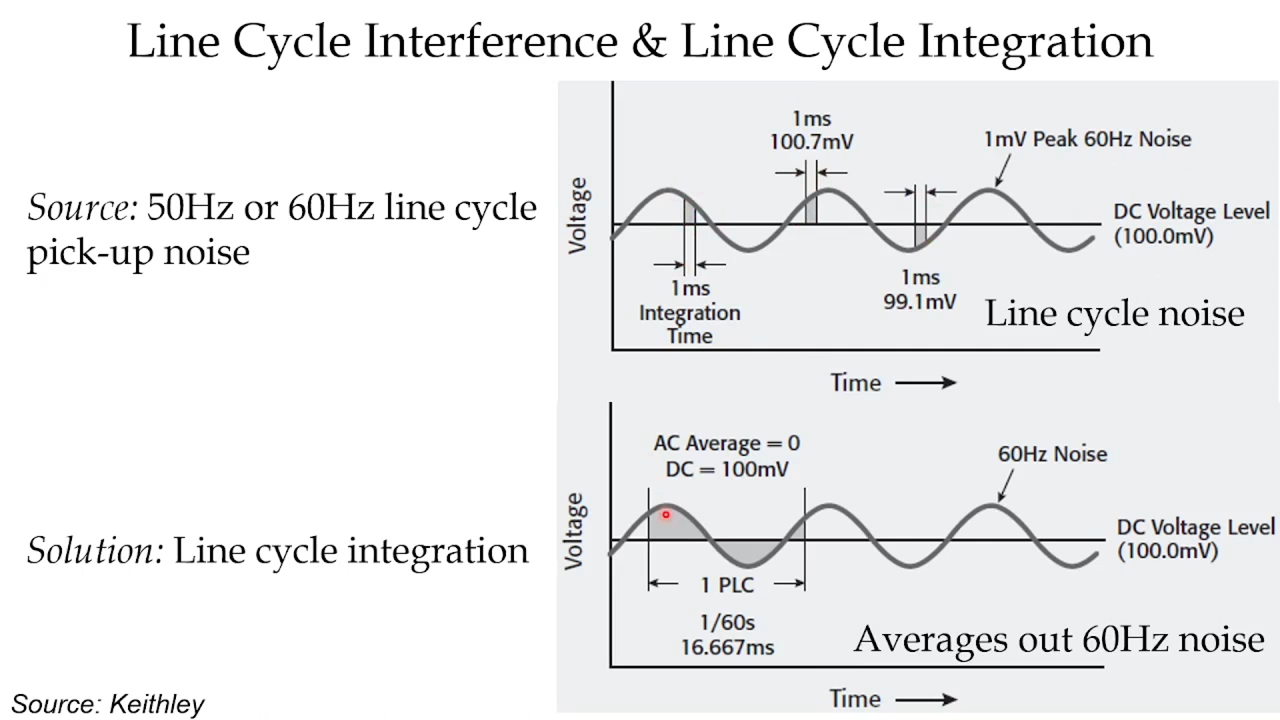 Line Cycle Interference & Line Cycle Integration
Source: 50Hz or 60Hz line cycle
pick-up noise
Voltage
1ms
100.7mV
1mV Peak 60Hz Noise
DC Voltage Level
(100.0mV)
1ms
Integration
Time
1ms
99.1mV
Line cycle noise
Time
Solution: Line cycle integration
Voltage
AC Average = 0
DC = 100mV
60Hz Noise
DC Voltage Level
(100.0mV)
1 PLC
1/60s
16.667ms
Averages out 60Hz noise
Time
Source: Keithley